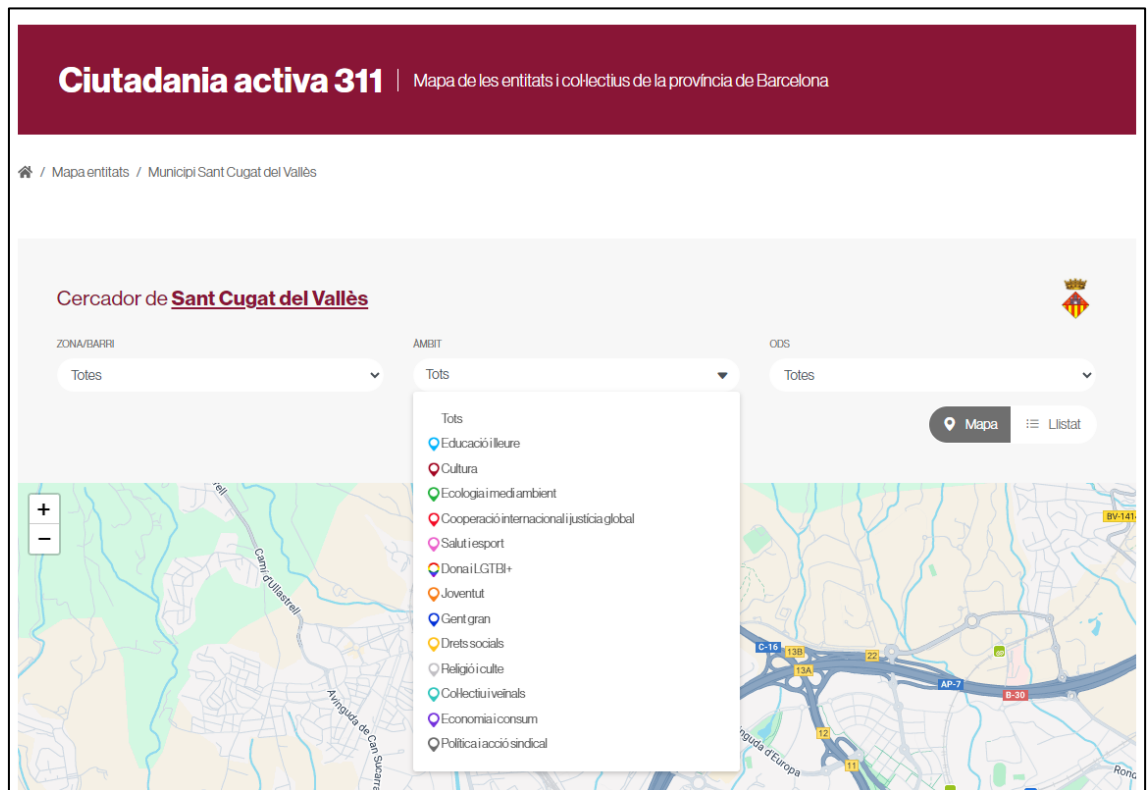 Ciutadania activa 311 | Mapa de les entitats i col·lectius de la província de Barcelona
/ Mapa entitats / Municipi Sant Cugat del Vallès
Cercador de Sant Cugat del Vallès
ZONA/BARRI
Totes
ÀMBIT
Tots
ODS
Totes
Tots
Educació i lleure
Cultura
Ecologia i medi ambient
Cooperació internacional i justícia global
Salut i esport
Dona i LGTBI+
Joventut
Gent gran
Drets socials
Religió i culte
Col·lectiu i veïnals
Economia i consum
Política i acció sindical
Mapa
Llistat
+
−
Camí d'Ullastrell
Avinguda de Can Sucarra
C-16
13B
13A
22
AP-7
B-30
BV-141
12
11
nguda d'Europa
Rond